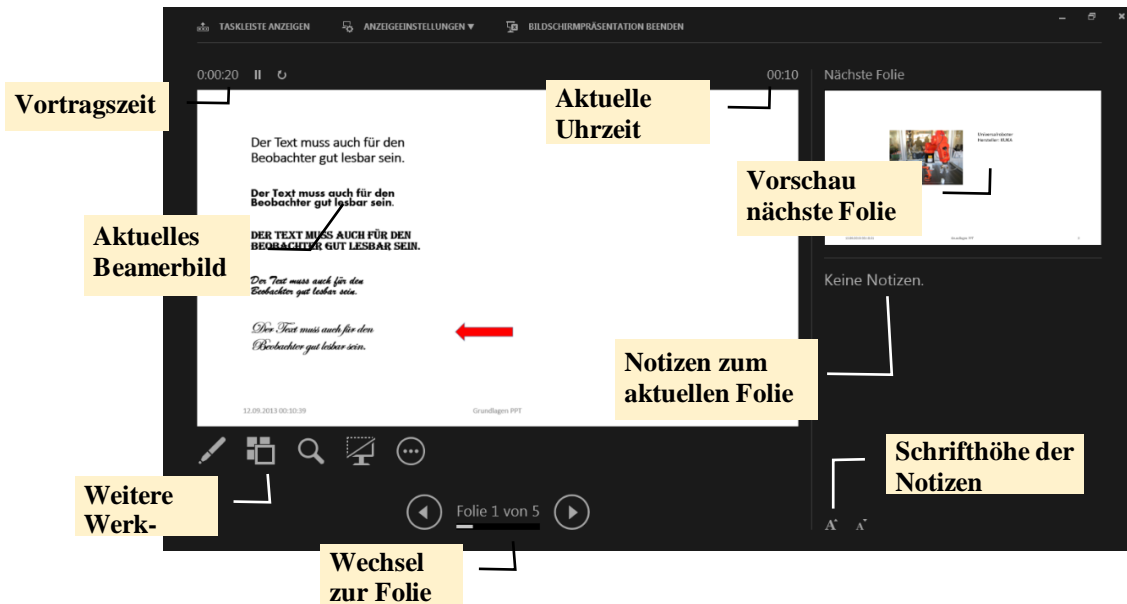 TASKLEISTE ANZEIGEN
ANZEIGEEINSTELLUNGEN ▼
BILDSCHIRMPRÄSENTATION BEENDEN
0:00:20
00:10
Nächste Folie
Vortragszeit
Aktuelle
Uhrzeit
Der Text muss auch für den
Beobachter gut lesbar sein.
Der Text muss auch für den
Beobachter gut lesbar sein.
DER TEXT MUSS AUCH FÜR DEN
BEOBACHTER GUT LESBAR SEIN.
Der Text muss auch für den
Beobachter gut lesbar sein.
Der Text muss auch für den
Beobachter gut lesbar sein.
Aktuelles
Beamerbild
12.09.2013 00:10:39
Grundlagen PPT
Universalroboter
Hersteller: KUKA
Vorschau
nächste Folie
Grundlagen PPT
Keine Notizen.
Notizen zum
aktuellen Folie
Schrifthöhe der
Notizen
A A
Weitere
Werk-
Folie 1 von 5
Wechsel
zur Folie